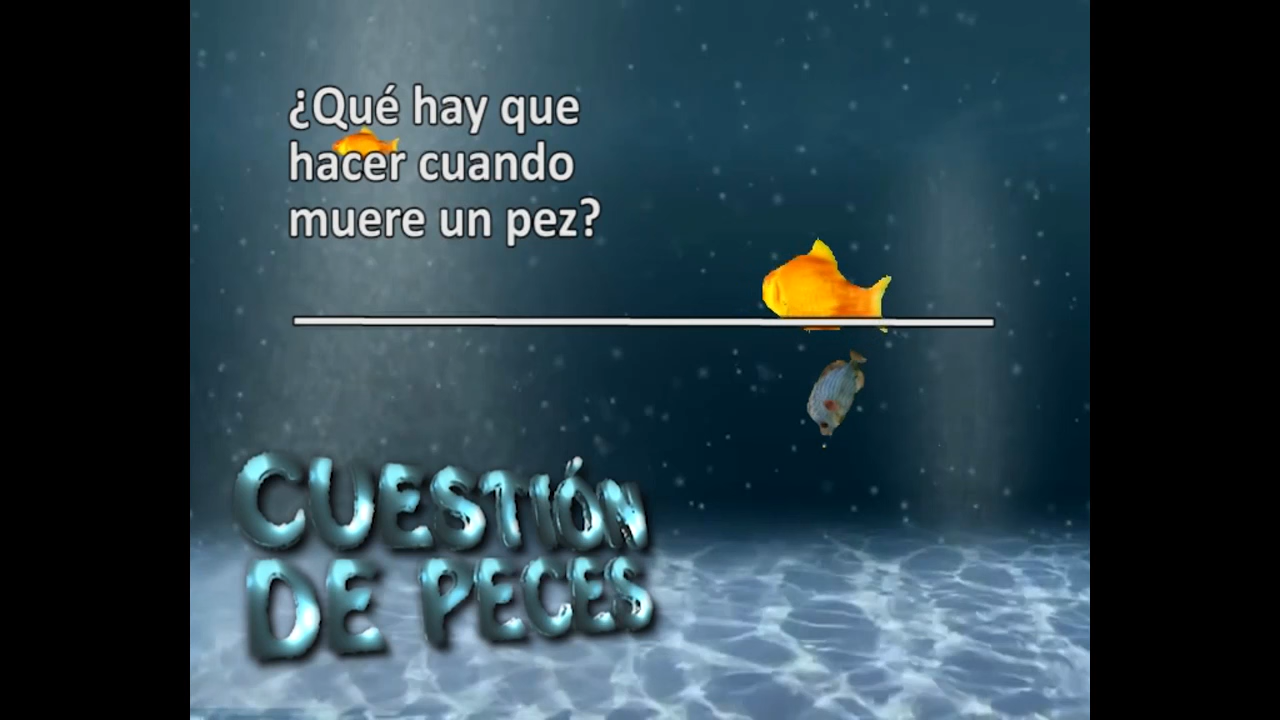 ¿Qué hay que
hacer cuando
muere un pez?
CUESTIÓN
DE PECES